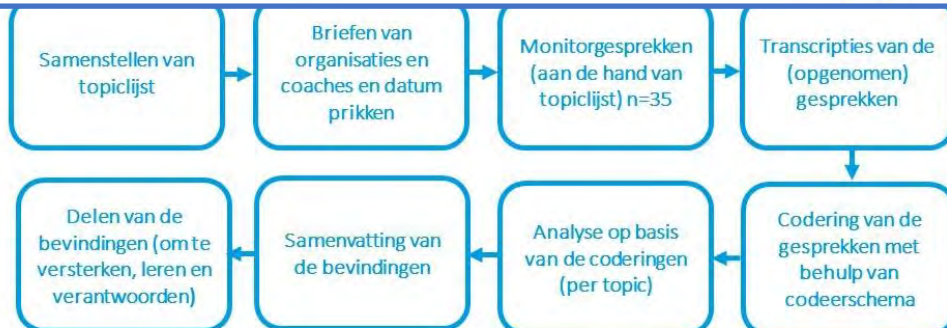 Samenstellen van
topiclijst
Briefen van
organisaties en
coaches en datum
prikken
Monitorgesprekken
(aan de hand van
topiclijst) n=35
Transcripties van de
(opgenomen)
gesprekken
Codering van de
gesprekken met
behulp van
codeerschema
Analyse op basis
van de coderingen
(per topic)
Samenvatting van
de bevindingen
Delen van de
bevindingen (om te
versterken, leren en
verantwoorden)